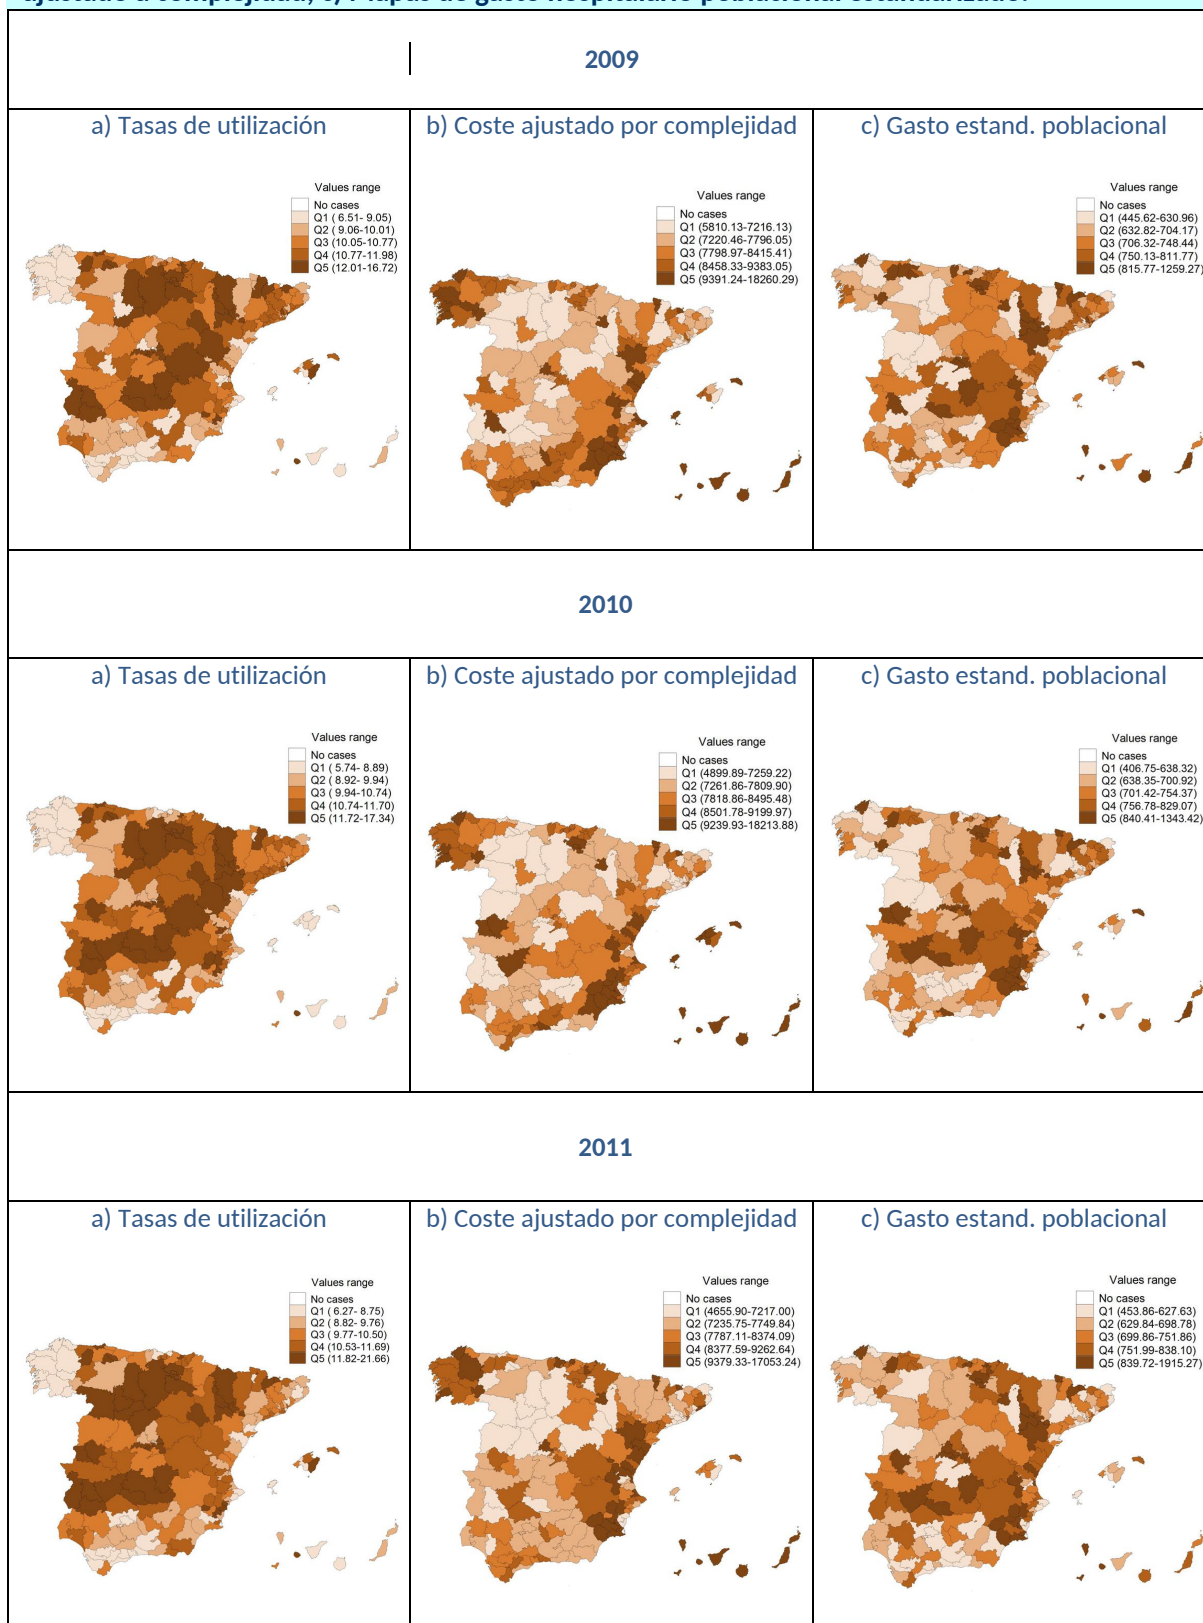 ajustado a complejidad; c) Mapas de gasto hospitalario poblacional estandarizado.
2009
a) Tasas de utilización
b) Coste ajustado por complejidad
c) Gasto estand. poblacional
Values range
No cases
Q1 ( 6.51- 9.05)
Q2 ( 9.06-10.01)
Q3 (10.05-10.77)
Q4 (10.77-11.98)
Q5 (12.01-16.72)
Values range
No cases
Q1 (5810.13-7216.13)
Q2 (7220.46-7796.05)
Q3 (7798.97-8415.41)
Q4 (8458.33-9383.05)
Q5 (9391.24-18260.29)
Values range
No cases
Q1 (445.62-630.96)
Q2 (632.82-704.17)
Q3 (706.32-748.44)
Q4 (750.13-811.77)
Q5 (815.77-1259.27)
2010
a) Tasas de utilización
b) Coste ajustado por complejidad
c) Gasto estand. poblacional
Values range
No cases
Q1 ( 5.74- 8.89)
Q2 ( 8.92- 9.94)
Q3 ( 9.94-10.74)
Q4 (10.74-11.70)
Q5 (11.72-17.34)
Values range
No cases
Q1 (4899.89-7259.22)
Q2 (7261.86-7809.90)
Q3 (7818.86-8495.48)
Q4 (8501.78-9199.97)
Q5 (9239.93-18213.88)
Values range
No cases
Q1 (406.75-638.32)
Q2 (638.35-700.92)
Q3 (701.42-754.37)
Q4 (756.78-829.07)
Q5 (840.41-1343.42)
2011
a) Tasas de utilización
b) Coste ajustado por complejidad
c) Gasto estand. poblacional
Values range
No cases
Q1 ( 6.27- 8.75)
Q2 ( 8.82- 9.76)
Q3 ( 9.77-10.50)
Q4 (10.53-11.69)
Q5 (11.82-21.66)
Values range
No cases
Q1 (4655.90-7217.00)
Q2 (7235.75-7749.84)
Q3 (7787.11-8374.09)
Q4 (8377.59-9262.64)
Q5 (9379.33-17053.24)
Values range
No cases
Q1 (453.86-627.63)
Q2 (629.84-698.78)
Q3 (699.86-751.86)
Q4 (751.99-838.10)
Q5 (839.72-1915.27)